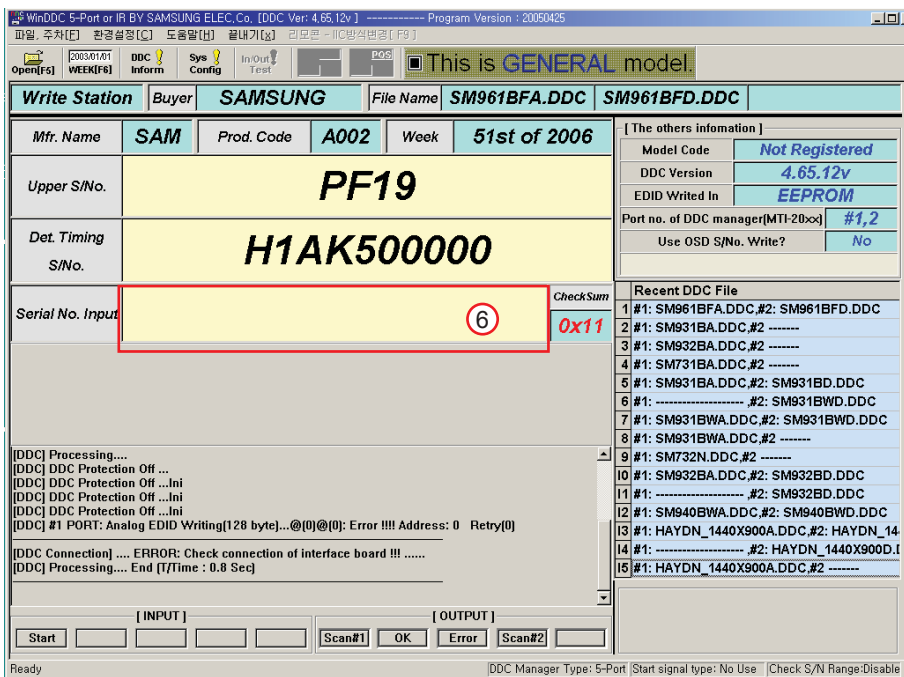 WinDDC 5-Port or IR BY SAMSUNG ELEC,Co, [DDC Ver: 4,65,12v ] ----------- Program Version : 20050425
파일, 주차[F] 환경설정[C] 도움말[H] 끝내기[x] 리모콘 - IIC방식변경[ F9 ]
Open[F5] 2003/01/01 WEEK[F6] DDC Inform Sys Config In/Out Test POS This is GENERAL model.
Write Station Buyer SAMSUNG File Name SM961BFA.DDC SM961BFD.DDC
Mfr. Name SAM Prod. Code A002 Week 51st of 2006
Upper S/No. PF19
Det. Timing S/No. H1AK500000
Serial No. Input ⑥ CheckSum 0x11
[ The others infomation ]
Model Code Not Registered
DDC Version 4.65.12v
EDID Writed In EEPROM
Port no. of DDC manager(MTI-20xx) #1,2
Use OSD S/No. Write? No
Recent DDC File
1 #1: SM961BFA.DDC,#2: SM961BFD.DDC
2 #1: SM931BA.DDC,#2 -------
3 #1: SM932BA.DDC,#2 -------
4 #1: SM731BA.DDC,#2 -------
5 #1: SM931BA.DDC,#2: SM931BD.DDC
6 #1: ------------------- ,#2: SM931BWD.DDC
7 #1: SM931BWA.DDC,#2: SM931BWD.DDC
8 #1: SM931BWA.DDC,#2 -------
9 #1: SM732N.DDC,#2 -------
10 #1: SM932BA.DDC,#2: SM932BD.DDC
11 #1: ------------------- ,#2: SM932BD.DDC
12 #1: SM940BWA.DDC,#2: SM940BWD.DDC
13 #1: HAYDN_1440X900A.DDC,#2: HAYDN_14
14 #1: ------------------- ,#2: HAYDN_1440X900D.[
15 #1: HAYDN_1440X900A.DDC,#2 -------
[DDC] Processing....
[DDC] DDC Protection Off ...
[DDC] DDC Protection Off ...Ini
[DDC] DDC Protection Off ...Ini
[DDC] DDC Protection Off ...Ini
[DDC] #1 PORT: Analog EDID Writing(128 byte)...@(0)@(0): Error !!!! Address: 0 Retry(0)
[DDC Connection] .... ERROR: Check connection of interface board !!! ......
[DDC] Processing.... End [T/Time : 0.8 Sec]
[ INPUT ] [ OUTPUT ]
Start Scan#1 OK Error Scan#2
Ready DDC Manager Type: 5-Port Start signal type: No Use Check S/N Range:Disable